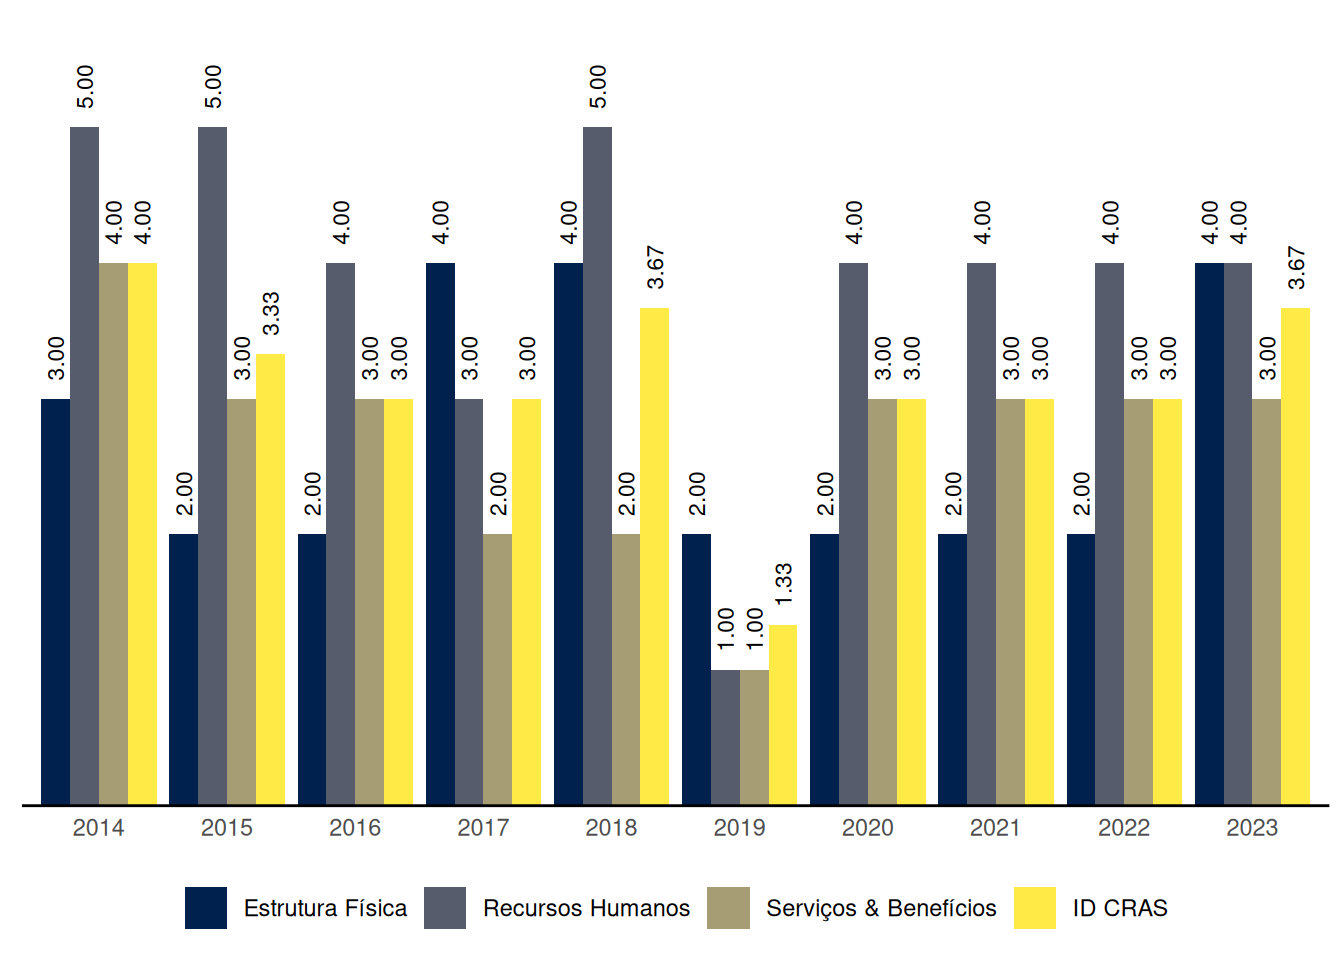 5.00 5.00 5.00
4.00 4.00 4.00 4.00 4.00 4.00 4.00 4.00 4.00 4.00
3.67 3.67
3.33
3.00 3.00 3.00 3.00 3.00 3.00 3.00 3.00 3.00 3.00 3.00 3.00 3.00
2.00 2.00 2.00 2.00 2.00 2.00 2.00 2.00
1.33
1.00 1.00
2014 2015 2016 2017 2018 2019 2020 2021 2022 2023
Estrutura Física Recursos Humanos Serviços & Benefícios ID CRAS